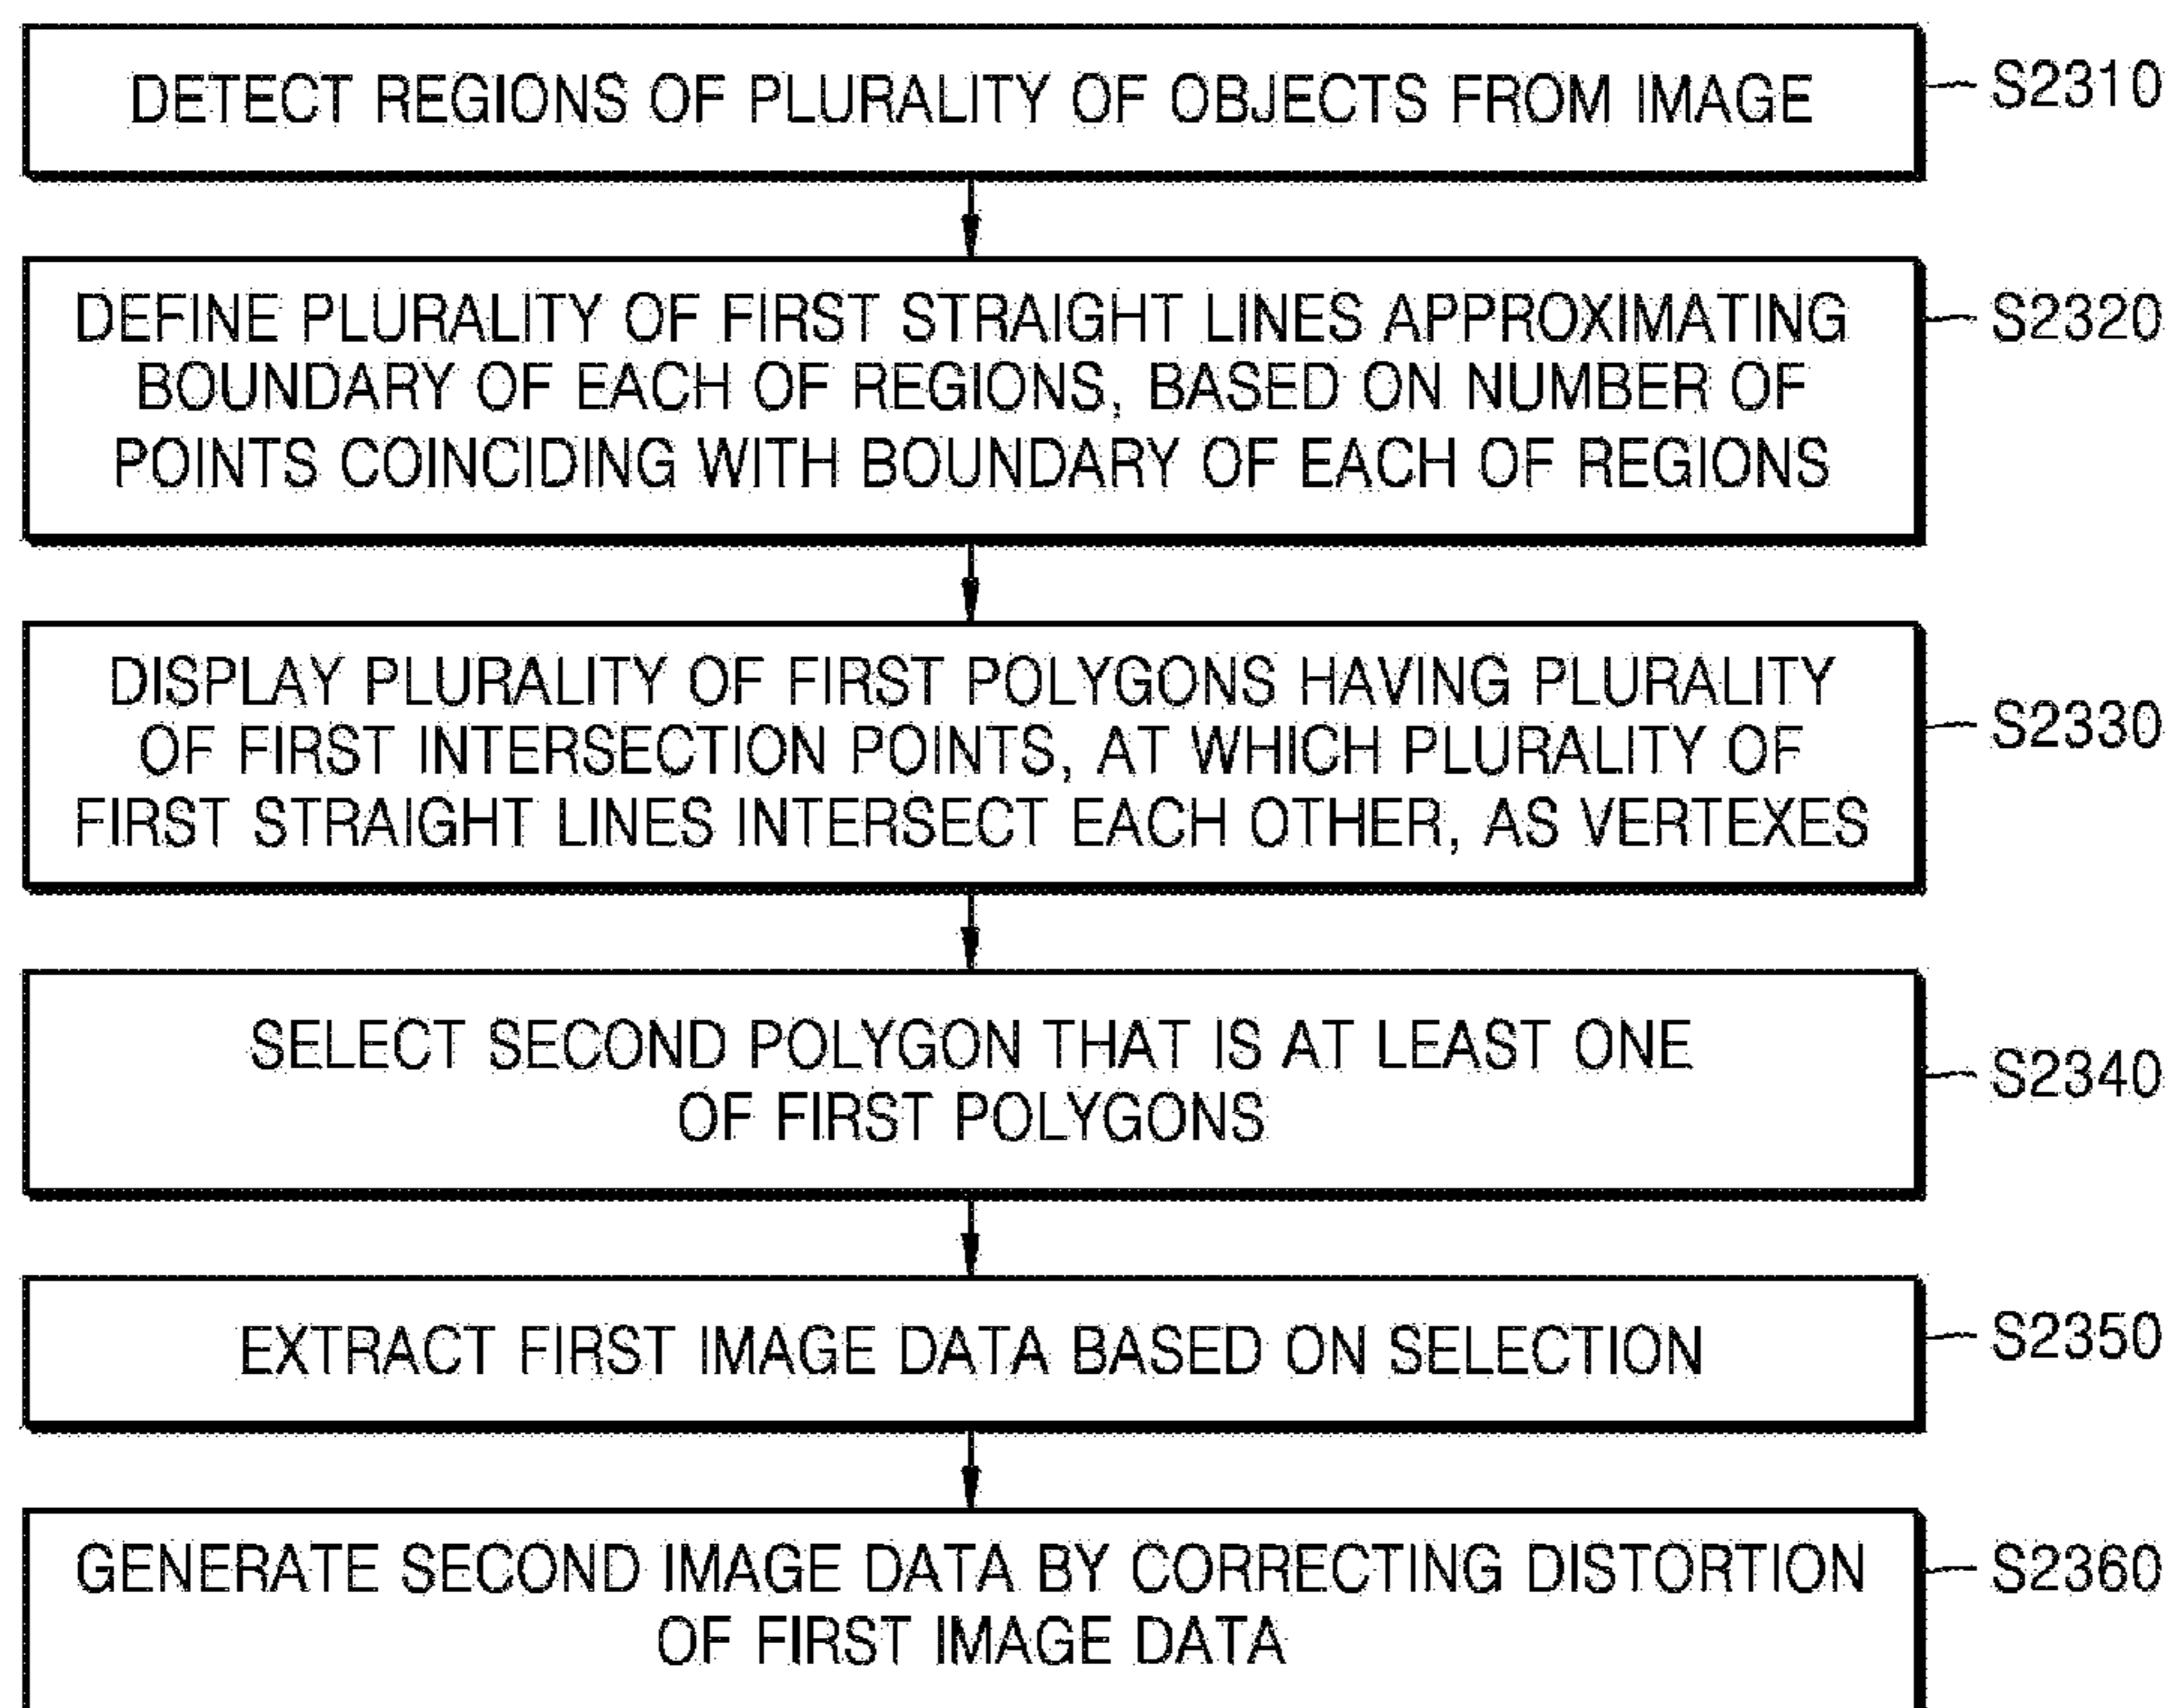 DETECT REGIONS OF PLURALITY OF OBJECTS FROM IMAGE
S2310
DEFINE PLURALITY OF FIRST STRAIGHT LINES APPROXIMATING
BOUNDARY OF EACH OF REGIONS, BASED ON NUMBER OF
POINTS COINCIDING WITH BOUNDARY OF EACH OF REGIONS
S2320
DISPLAY PLURALITY OF FIRST POLYGONS HAVING PLURALITY
OF FIRST INTERSECTION POINTS, AT WHICH PLURALITY OF
FIRST STRAIGHT LINES INTERSECT EACH OTHER, AS VERTEXES
S2330
SELECT SECOND POLYGON THAT IS AT LEAST ONE
OF FIRST POLYGONS
S2340
EXTRACT FIRST IMAGE DATA BASED ON SELECTION
S2350
GENERATE SECOND IMAGE DATA BY CORRECTING DISTORTION
OF FIRST IMAGE DATA
S2360